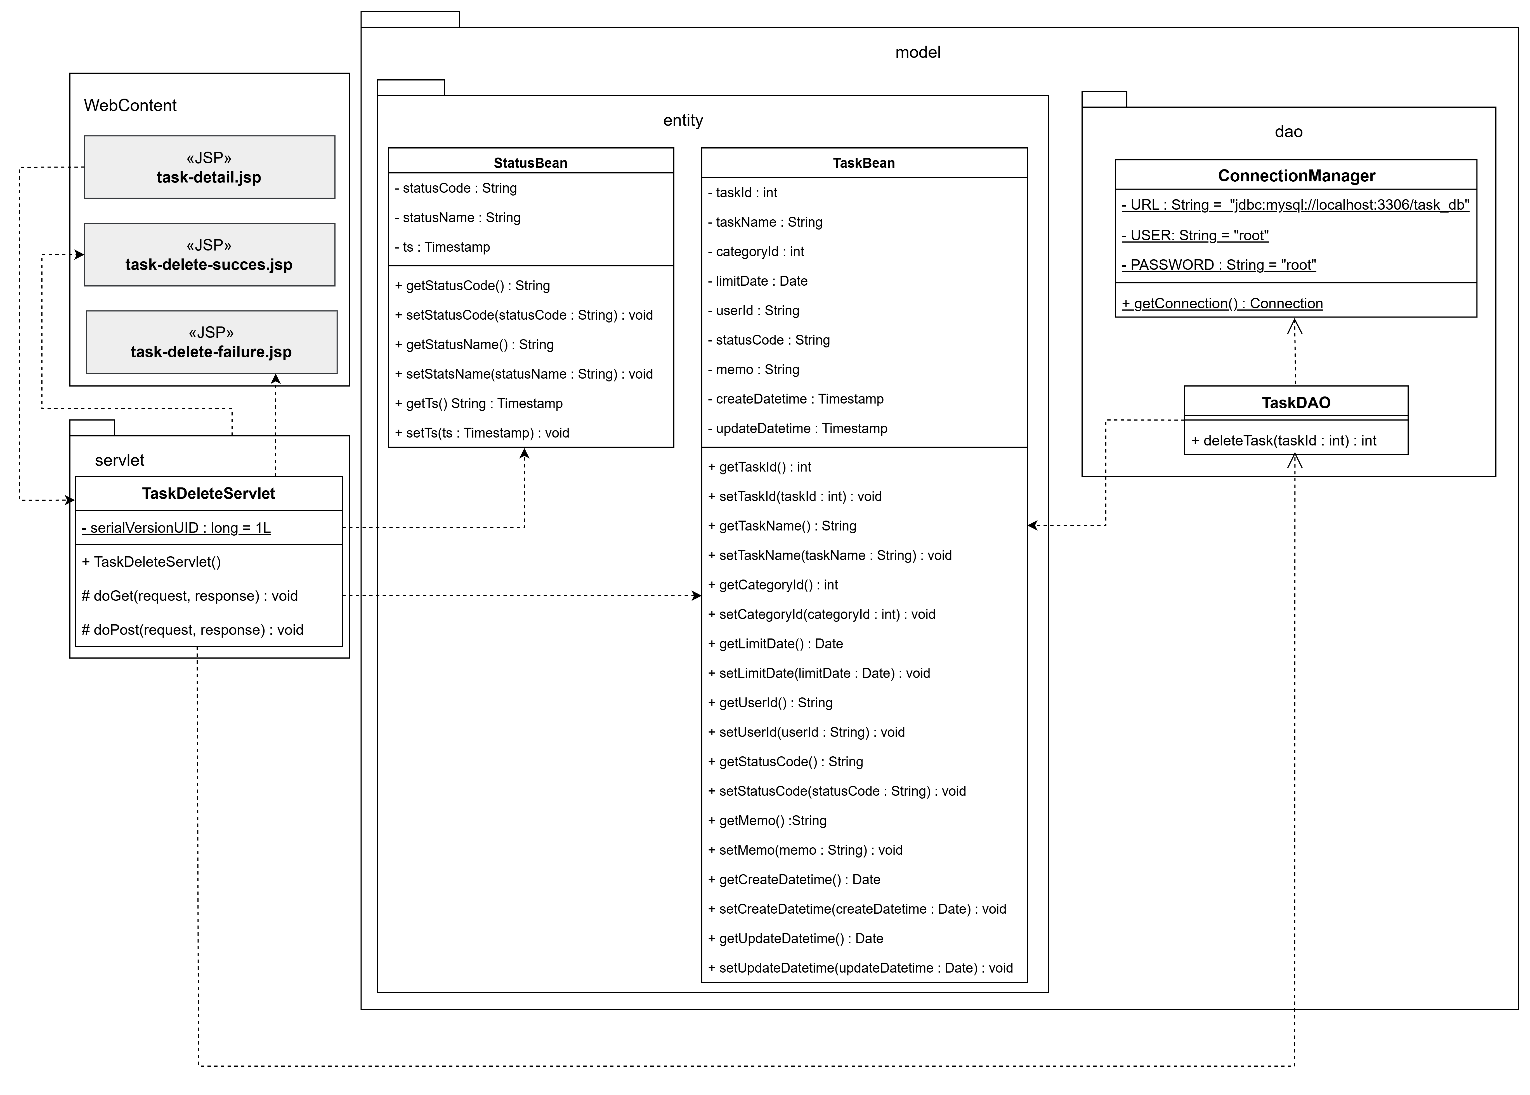 model
WebContent
«JSP»
task-detail.jsp
«JSP»
task-delete-succes.jsp
«JSP»
task-delete-failure.jsp
servlet
TaskDeleteServlet
- serialVersionUID : long = 1L
+ TaskDeleteServlet()
# doGet(request, response) : void
# doPost(request, response) : void
entity
StatusBean
- statusCode : String
- statusName : String
- ts : Timestamp
+ getStatusCode() : String
+ setStatusCode(statusCode : String) : void
+ getStatusName() : String
+ setStatsName(statusName : String) : void
+ getTs() String : Timestamp
+ setTs(ts : Timestamp) : void
TaskBean
- taskId : int
- taskName : String
- categoryId : int
- limitDate : Date
- userId : String
- statusCode : String
- memo : String
- createDatetime : Timestamp
- updateDatetime : Timestamp
+ getTaskId() : int
+ setTaskId(taskId : int) : void
+ getTaskName() : String
+ setTaskName(taskName : String) : void
+ getCategoryId() : int
+ setCategoryId(categoryId : int) : void
+ getLimitDate() : Date
+ setLimitDate(limitDate : Date) : void
+ getUserId() : String
+ setUserId(userId : String) : void
+ getStatusCode() : String
+ setStatusCode(statusCode : String) : void
+ getMemo() :String
+ setMemo(memo : String) : void
+ getCreateDatetime() : Date
+ setCreateDatetime(createDatetime : Date) : void
+ getUpdateDatetime() : Date
+ setUpdateDatetime(updateDatetime : Date) : void
dao
ConnectionManager
- URL : String =  "jdbc:mysql://localhost:3306/task_db"
- USER: String = "root"
- PASSWORD : String = "root"
+ getConnection() : Connection
TaskDAO
+ deleteTask(taskId : int) : int